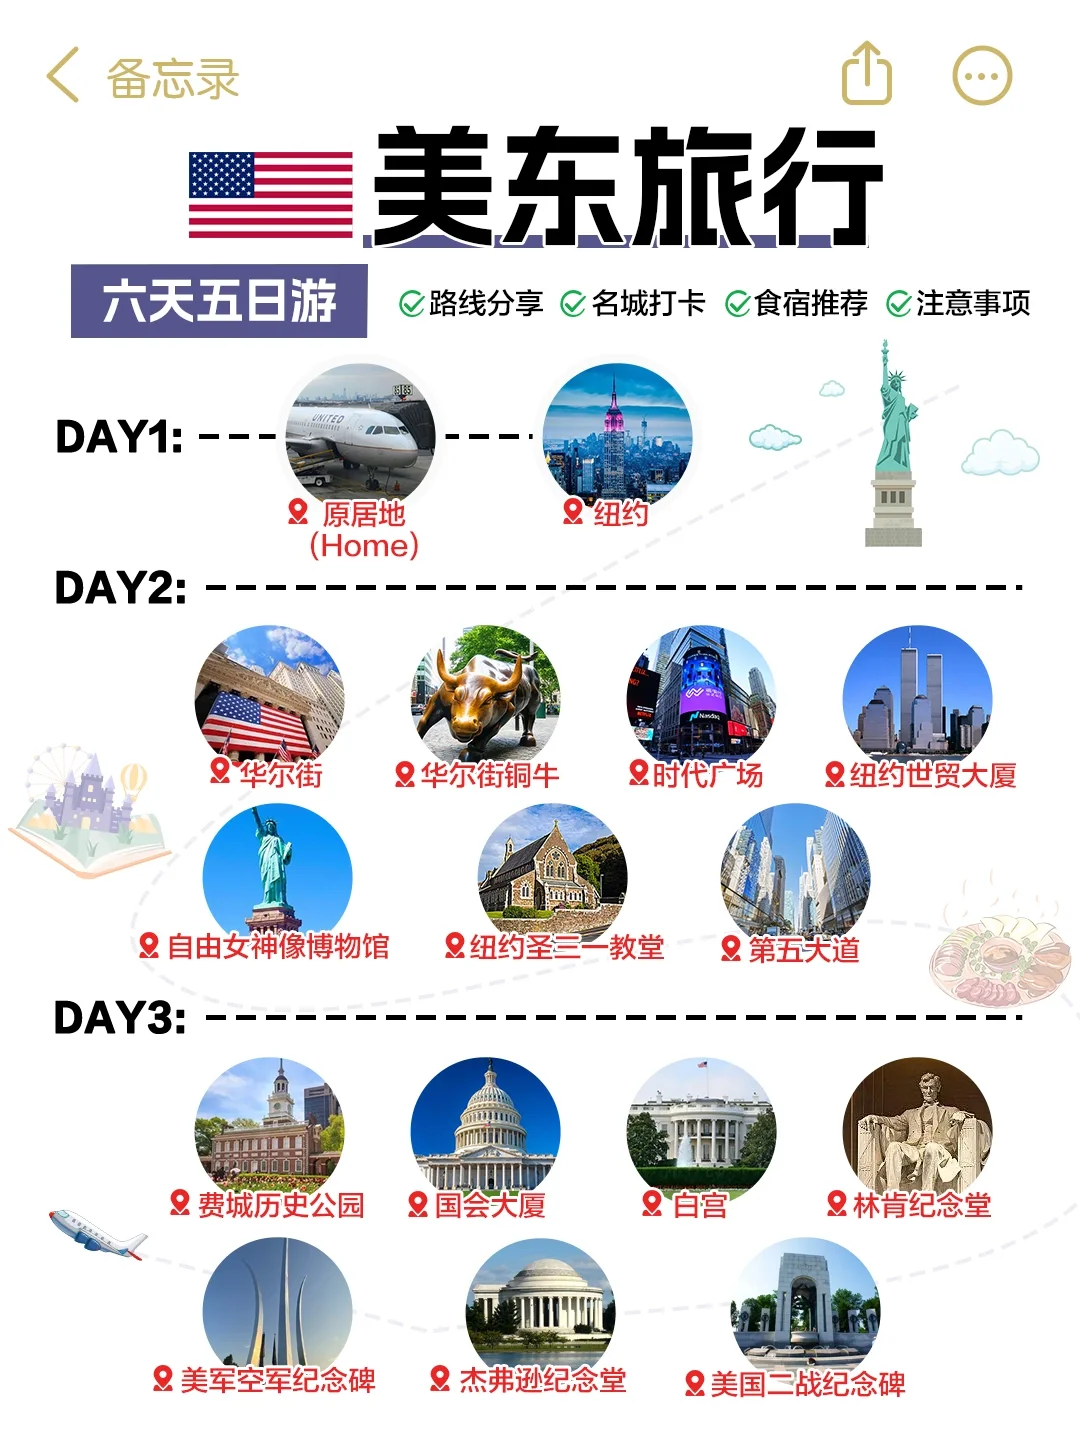 备忘录
美东旅行
六天五日游
路线分享 名城打卡 食宿推荐 注意事项
DAY1:
UNITED
原居地
(Home)
纽约
DAY2:
Nasdaq
华尔街 华尔街铜牛 时代广场 纽约世贸大厦
自由女神像博物馆 纽约圣三一教堂 第五大道
DAY3:
费城历史公园 国会大厦 白宫 林肯纪念堂
美军空军纪念碑 杰弗逊纪念堂 美国二战纪念碑